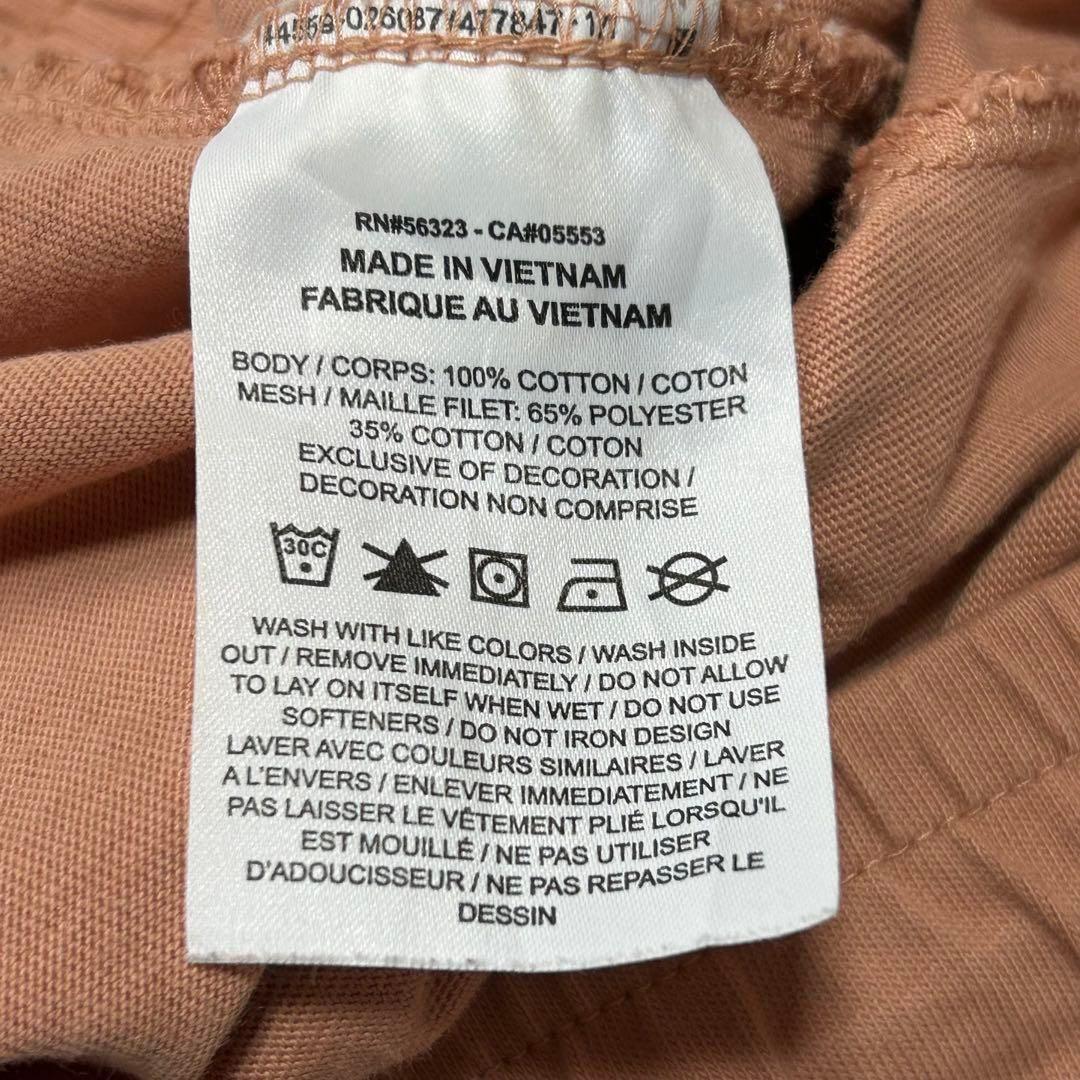 026087/477847
RN#56323 - CA#05553
MADE IN VIETNAM
FABRIQUE AU VIETNAM
BODY / CORPS: 100% COTTON / COTON
MESH / MAILLE FILET: 65% POLYESTER
35% COTTON / COTON
EXCLUSIVE OF DECORATION /
DECORATION NON COMPRISE
30C
WASH WITH LIKE COLORS / WASH INSIDE
OUT / REMOVE IMMEDIATELY / DO NOT ALLOW
TO LAY ON ITSELF WHEN WET / DO NOT USE
SOFTENERS / DO NOT IRON DESIGN
LAVER AVEC COULEURS SIMILAIRES / LAVER
A L'ENVERS / ENLEVER IMMEDIATEMENT / NE
PAS LAISSER LE VÊTEMENT PLIÉ LORSQU'IL
EST MOUILLÉ / NE PAS UTILISER
D'ADOUCISSEUR / NE PAS REPASSER LE
DESSIN